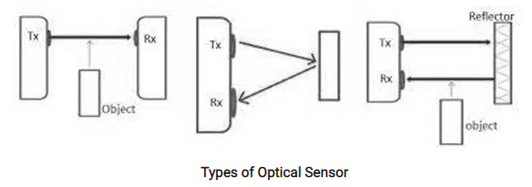 Tx
Rx
Object
Tx
Rx
Reflector
Tx
Rx
object
Types of Optical Sensor